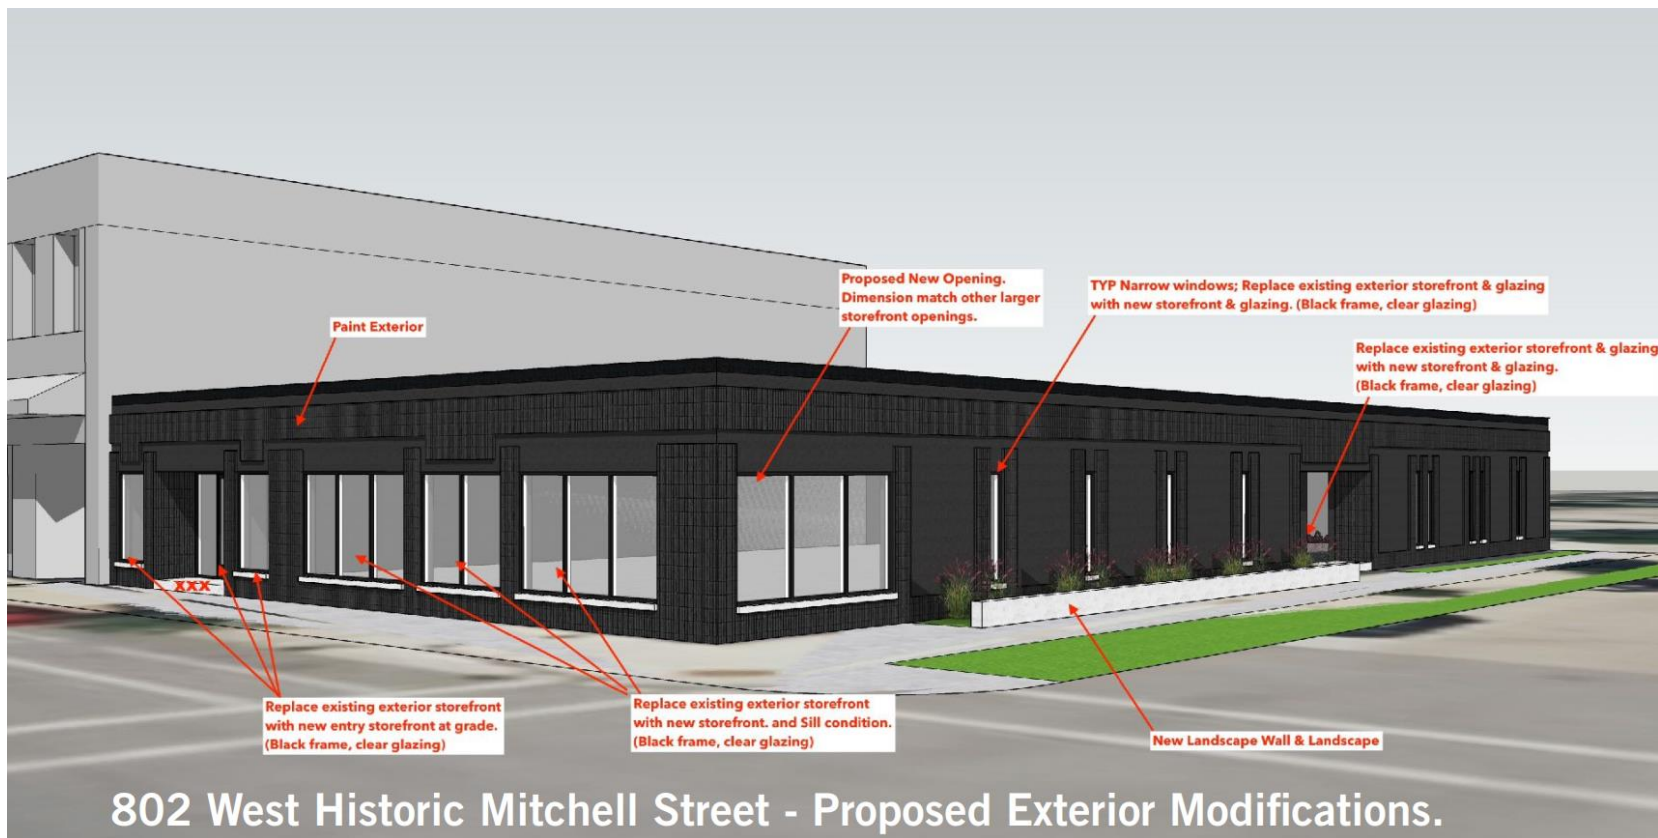 Proposed New Opening.
Dimension match other larger
storefront openings.
TYP Narrow windows; Replace existing exterior storefront & glazing
with new storefront & glazing. (Black frame, clear glazing)
Paint Exterior
Replace existing exterior storefront & glazing
with new storefront & glazing.
(Black frame, clear glazing)
XXX
Replace existing exterior storefront
with new entry storefront at grade.
(Black frame, clear glazing)
Replace existing exterior storefront
with new storefront. and Sill condition.
(Black frame, clear glazing)
New Landscape Wall & Landscape
802 West Historic Mitchell Street - Proposed Exterior Modifications.